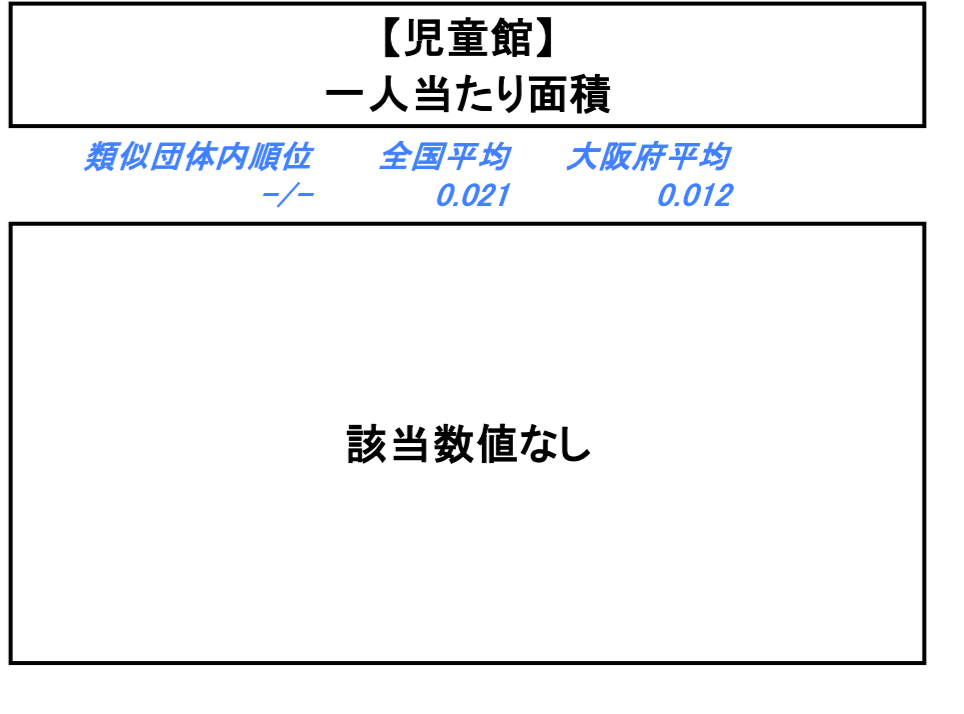 【児童館】
一人当たり面積
類似団体内順位 全国平均 大阪府平均
-/- 0.021 0.012
該当数値なし